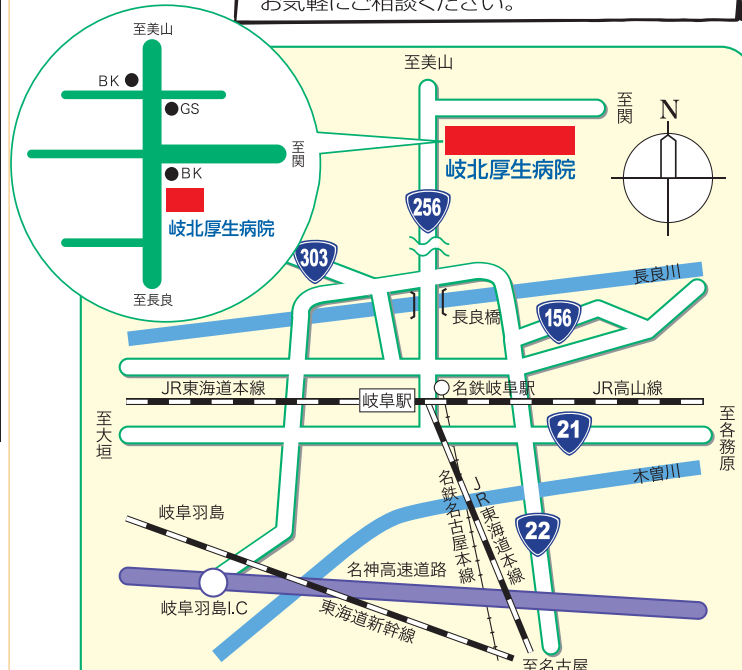 お気軽にご相談ください。
至美山
BK
GS
至関
BK
岐北厚生病院
至長良
至美山
至関
N
岐北厚生病院
256
303
長良川
長良橋
156
JR東海道本線
岐阜駅
名鉄岐阜駅
JR高山線
至大垣
21
至各務原
木曽川
名鉄名古屋本線
JR東海道本線
22
岐阜羽島
名神高速道路
岐阜羽島I.C
東海道新幹線
至名古屋